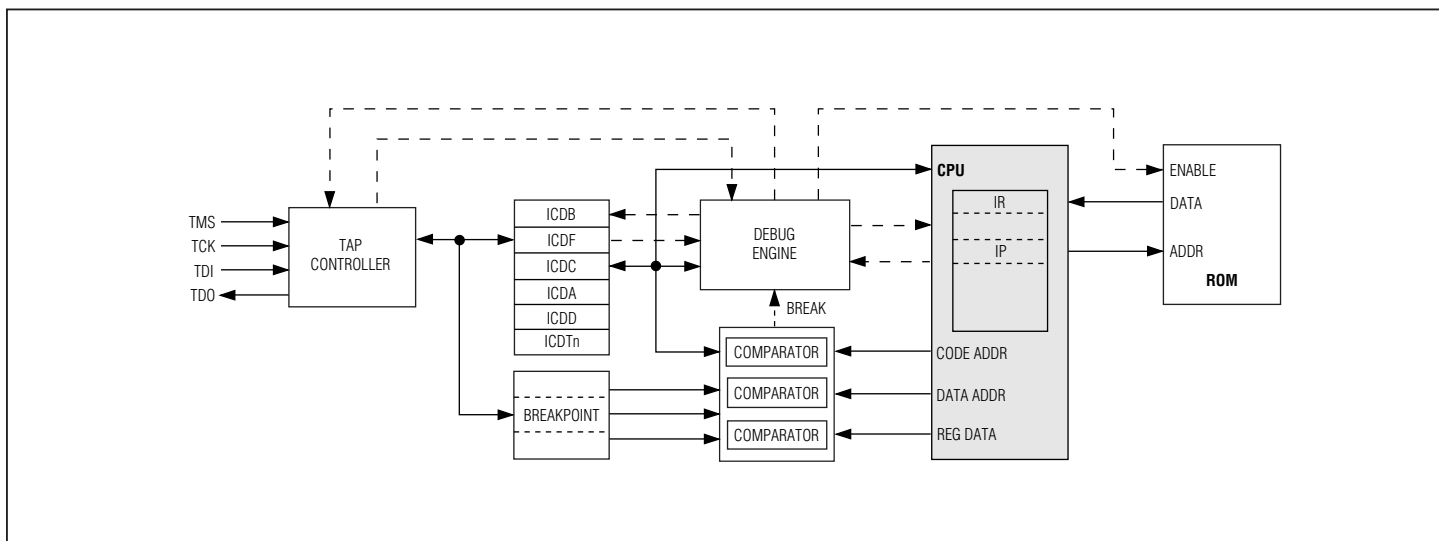 TMS
TCK
TDI
TDO
TAP
CONTROLLER
ICDB
ICDF
ICDC
ICDA
ICDD
ICDTn
BREAKPOINT
DEBUG
ENGINE
BREAK
COMPARATOR
COMPARATOR
COMPARATOR
CPU
IR
IP
CODE ADDR
DATA ADDR
REG DATA
ENABLE
DATA
ADDR
ROM